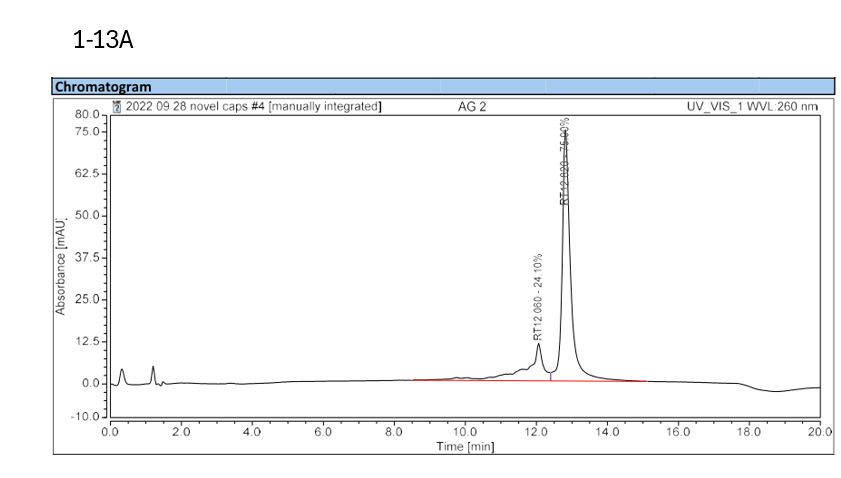 1-13A
Chromatogram
2022 09 28 novel caps #4 [manually integrated]
AG 2
UV_VIS_1 WVL:260 nm
80.0
75.0
62.5
50.0
37.5
25.0
12.5
0.0
-10.0
Absorbance [mAU]
RT12.060 - 24.10%
0.0 2.0 4.0 6.0 8.0 10.0 12.0 14.0 16.0 18.0 20.0
Time [min]